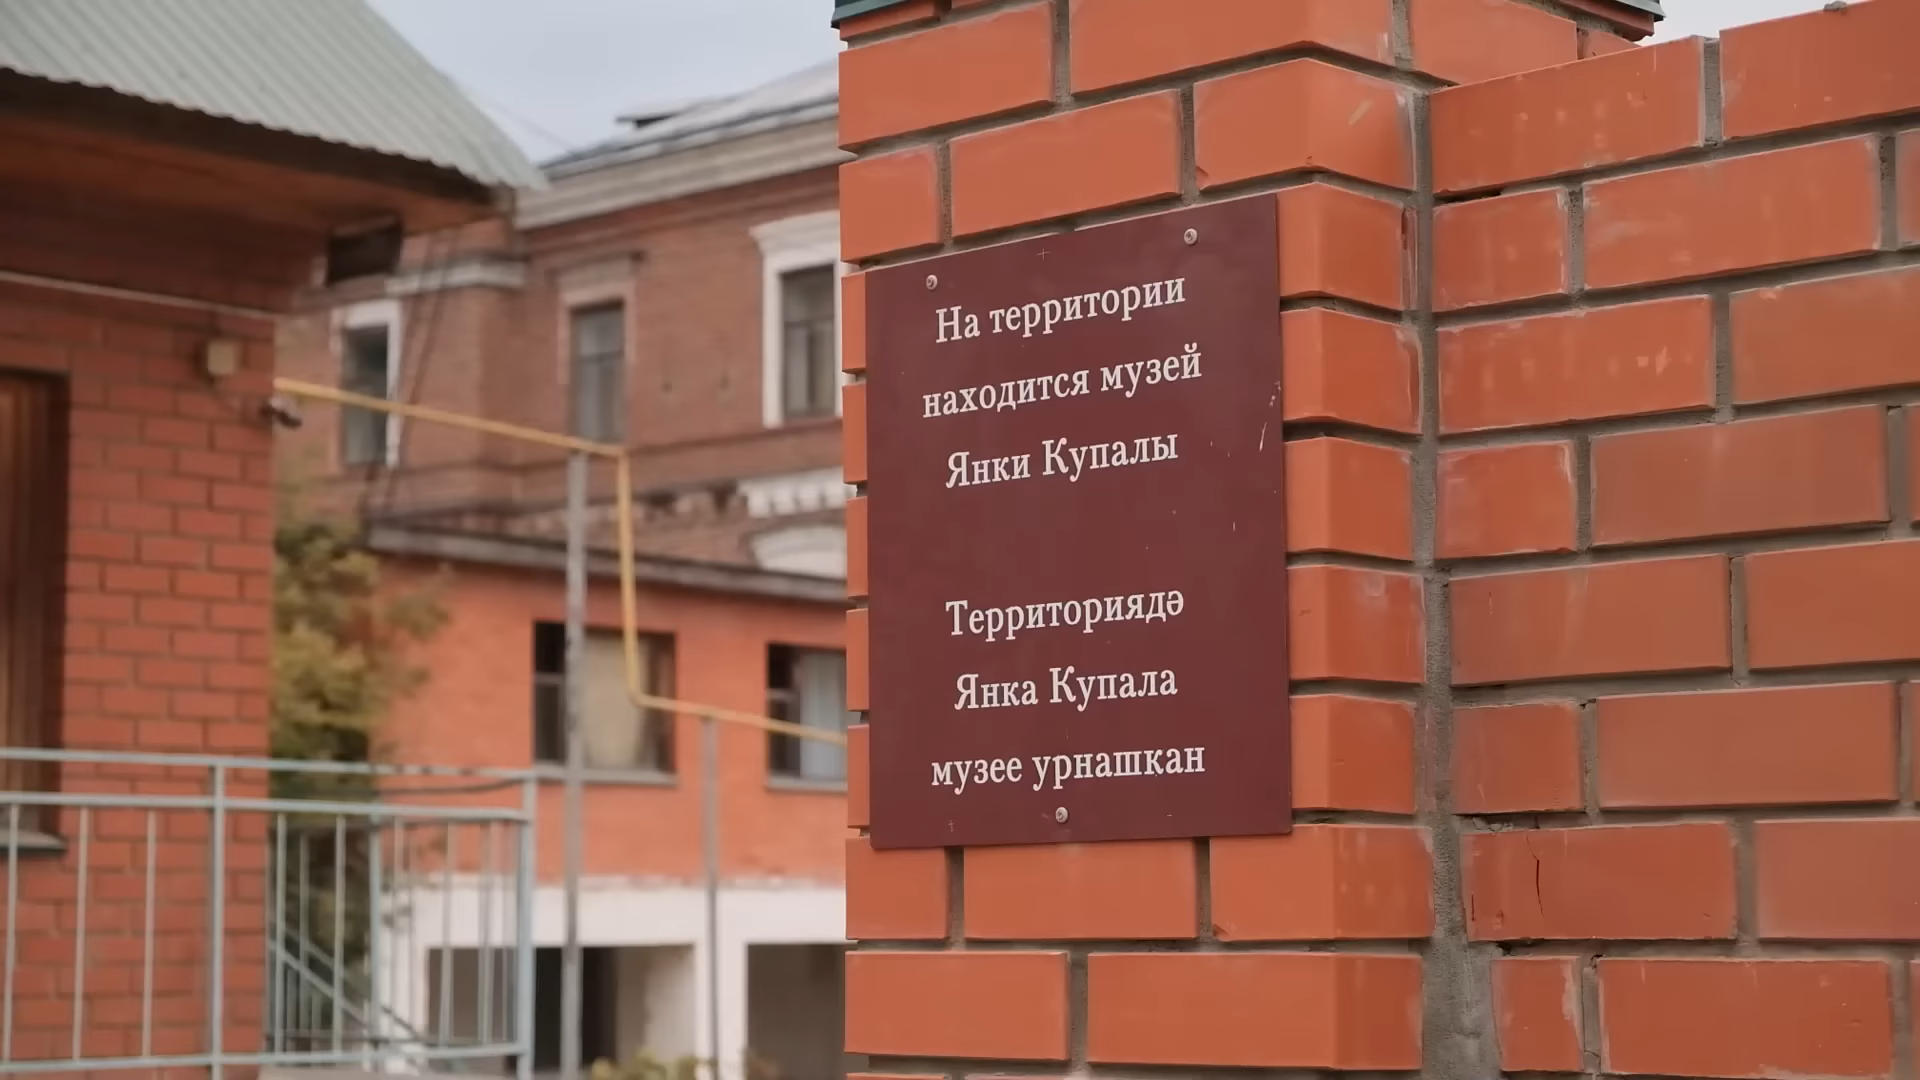 На территории
находится музей
Янки Купалы
Территориядә
Янка Купала
музее урнашкан